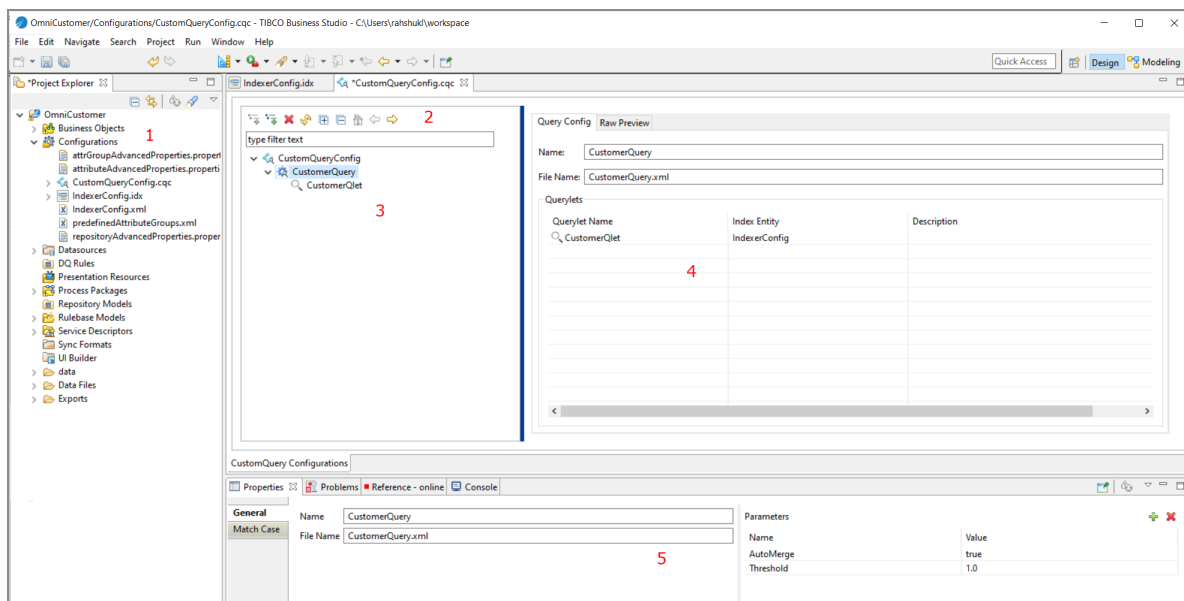 OmniCustomer/Configurations/CustomQueryConfig.cqc - TIBCO Business Studio - C:\Users\rahshukl\workspace
File Edit Navigate Search Project Run Window Help
Quick Access Design Modeling
*Project Explorer
IndexerConfig.idx *CustomQueryConfig.cqc
OmniCustomer
Business Objects
1
Configurations
attrGroupAdvancedProperties.propert
attributeAdvancedProperties.properti
CustomQueryConfig.cqc
IndexerConfig.idx
IndexerConfig.xml
predefinedAttributeGroups.xml
repositoryAdvancedProperties.proper
Datasources
DQ Rules
Presentation Resources
Process Packages
Repository Models
Rulebase Models
Service Descriptors
Sync Formats
UI Builder
data
Data Files
Exports
2
type filter text
CustomQueryConfig
CustomerQuery
CustomerQlet
3
Query Config Raw Preview
Name: CustomerQuery
File Name: CustomerQuery.xml
Querylets
Querylet Name Index Entity Description
CustomerQlet IndexerConfig
4
CustomQuery Configurations
Properties Problems Reference - online Console
General
Match Case
Name CustomerQuery
File Name CustomerQuery.xml
5
Parameters
Name Value
AutoMerge true
Threshold 1.0